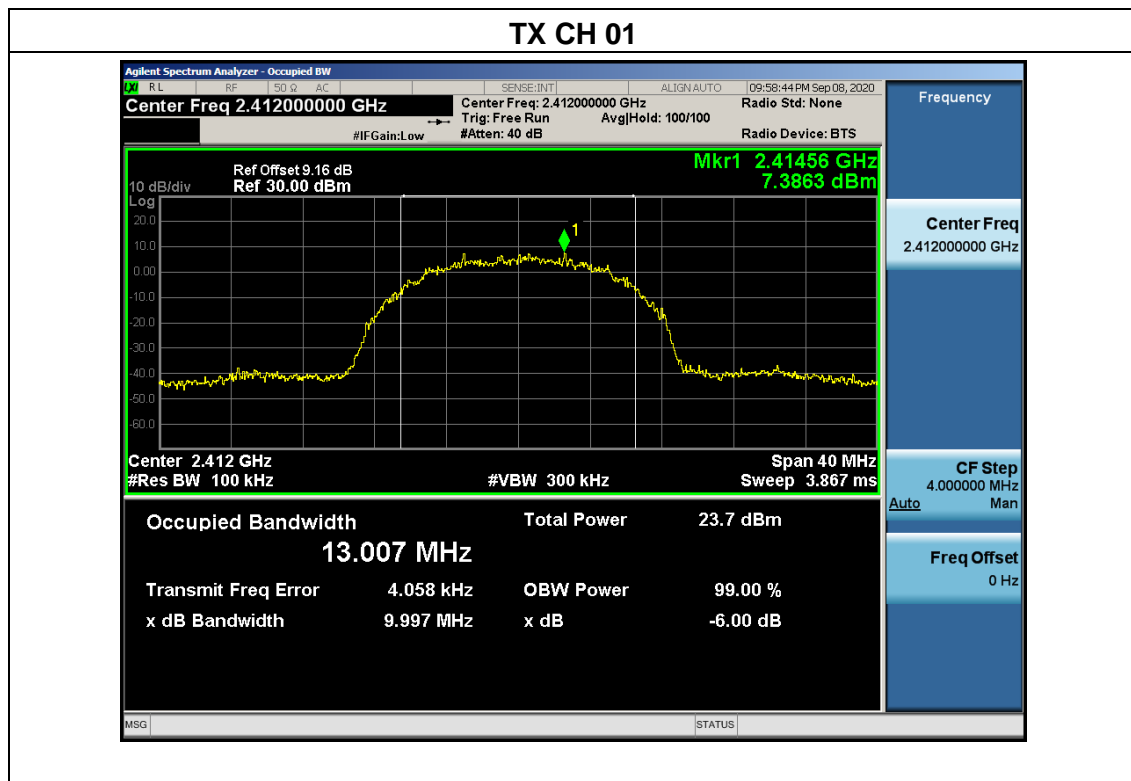 TX CH 01
Agilent Spectrum Analyzer - Occupied BW
LXI RL RF 50 Ω AC SENSE:INT ALIGN AUTO 09:58:44 PM Sep 08, 2020
Center Freq 2.412000000 GHz
Center Freq: 2.412000000 GHz Radio Std: None
Trig: Free Run Avg|Hold: 100/100
#IFGain:Low #Atten: 40 dB Radio Device: BTS
Frequency
Mkr1 2.41456 GHz
7.3863 dBm
Ref Offset 9.16 dB
10 dB/div Ref 30.00 dBm
Log
20.0
10.0
0.00
-10.0
-20.0
-30.0
-40.0
-50.0
-60.0
1
Center 2.412 GHz Span 40 MHz
#Res BW 100 kHz #VBW 300 kHz Sweep 3.867 ms
Occupied Bandwidth Total Power 23.7 dBm
13.007 MHz
Transmit Freq Error 4.058 kHz OBW Power 99.00 %
x dB Bandwidth 9.997 MHz x dB -6.00 dB
Center Freq
2.412000000 GHz
CF Step
4.000000 MHz
Auto Man
Freq Offset
0 Hz
MSG STATUS